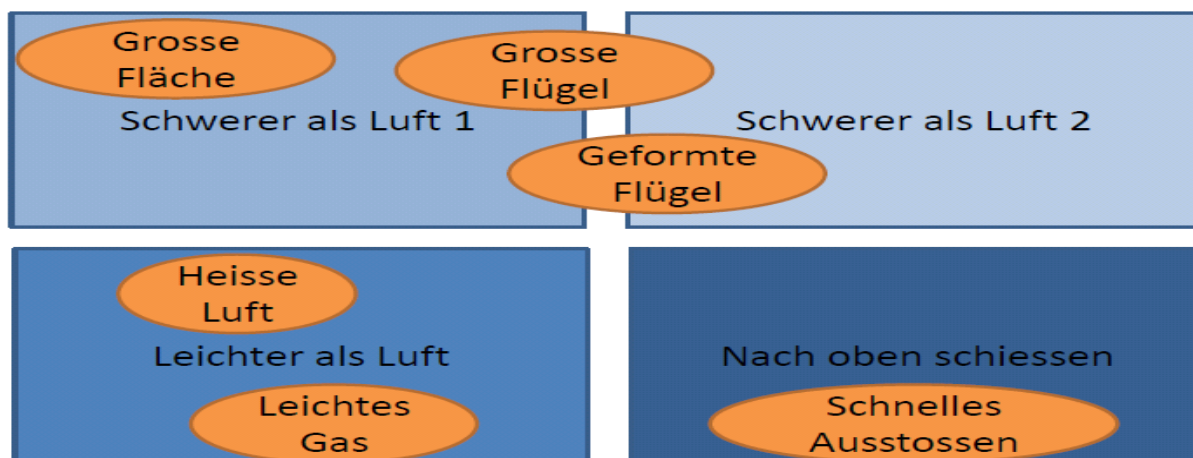 Grosse
Fläche
Grosse
Flügel
Schwerer als Luft 1
Schwerer als Luft 2
Geformte
Flügel
Heisse
Luft
Leichter als Luft
Nach oben schiessen
Leichtes
Gas
Schnelles
Ausstossen